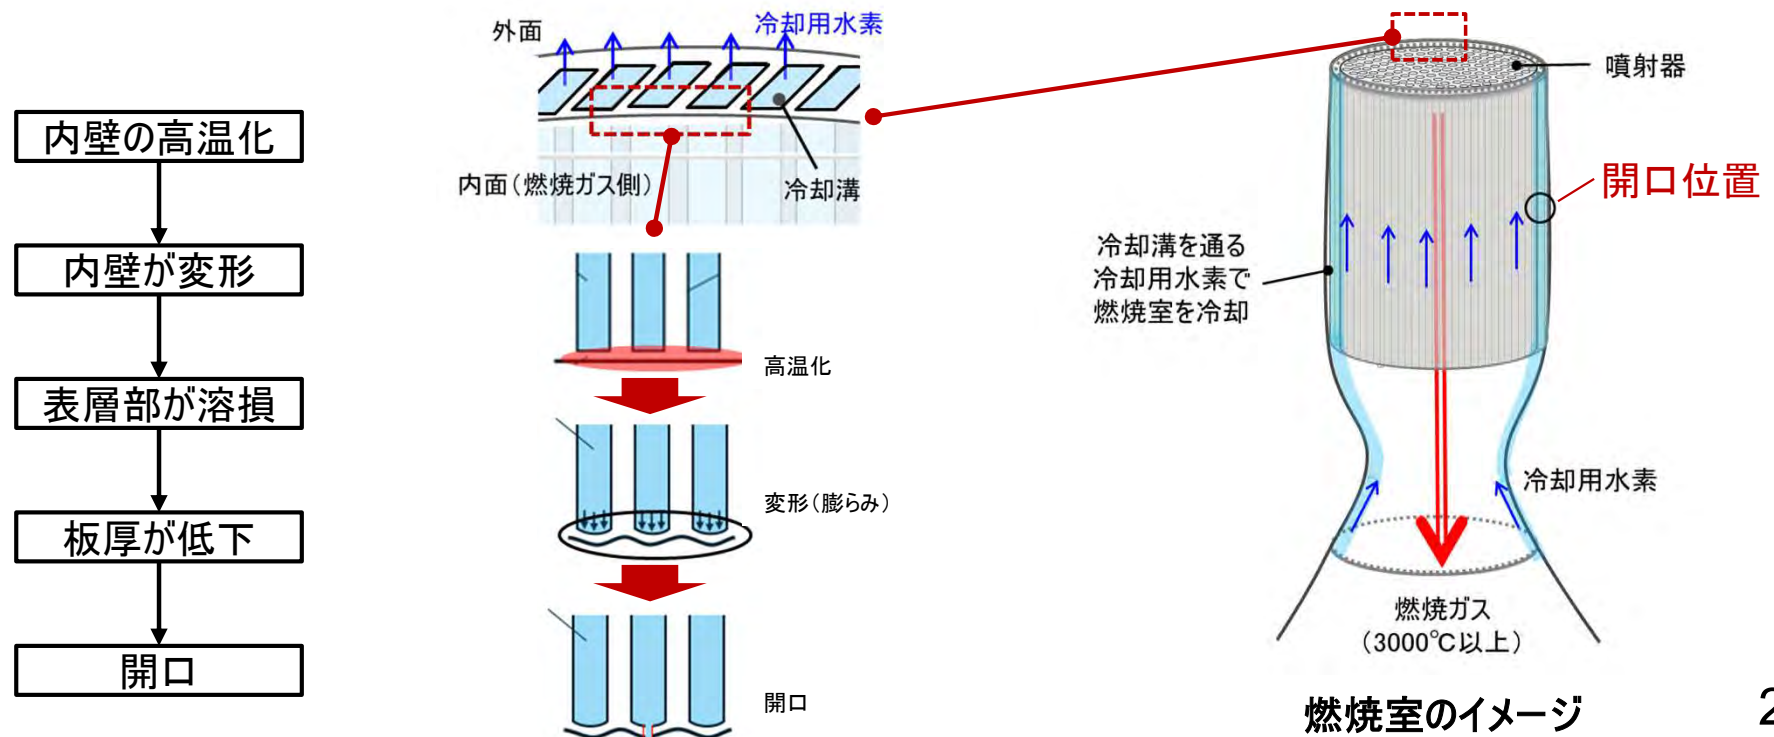 内壁の高温化
内壁が変形
表層部が溶損
板厚が低下
開口
外面
冷却用水素
内面(燃焼ガス側)
冷却溝
高温化
変形(膨らみ)
開口
噴射器
開口位置
冷却溝を通る
冷却用水素で
燃焼室を冷却
冷却用水素
燃焼ガス
(3000℃以上)
燃焼室のイメージ
2